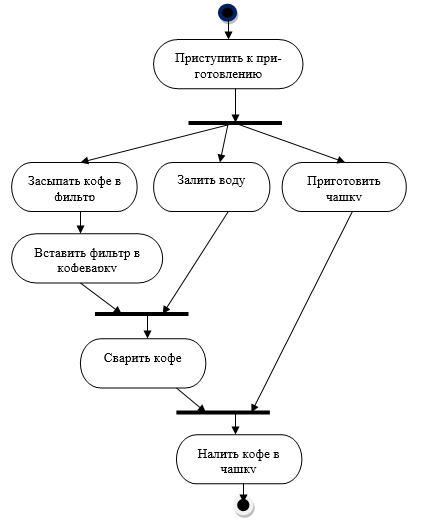 Приступить к при-
готовлению
Засыпать кофе в
фильтр
Залить воду
Приготовить
чашку
Вставить фильтр в
кофеварку
Сварить кофе
Налить кофе в
чашку